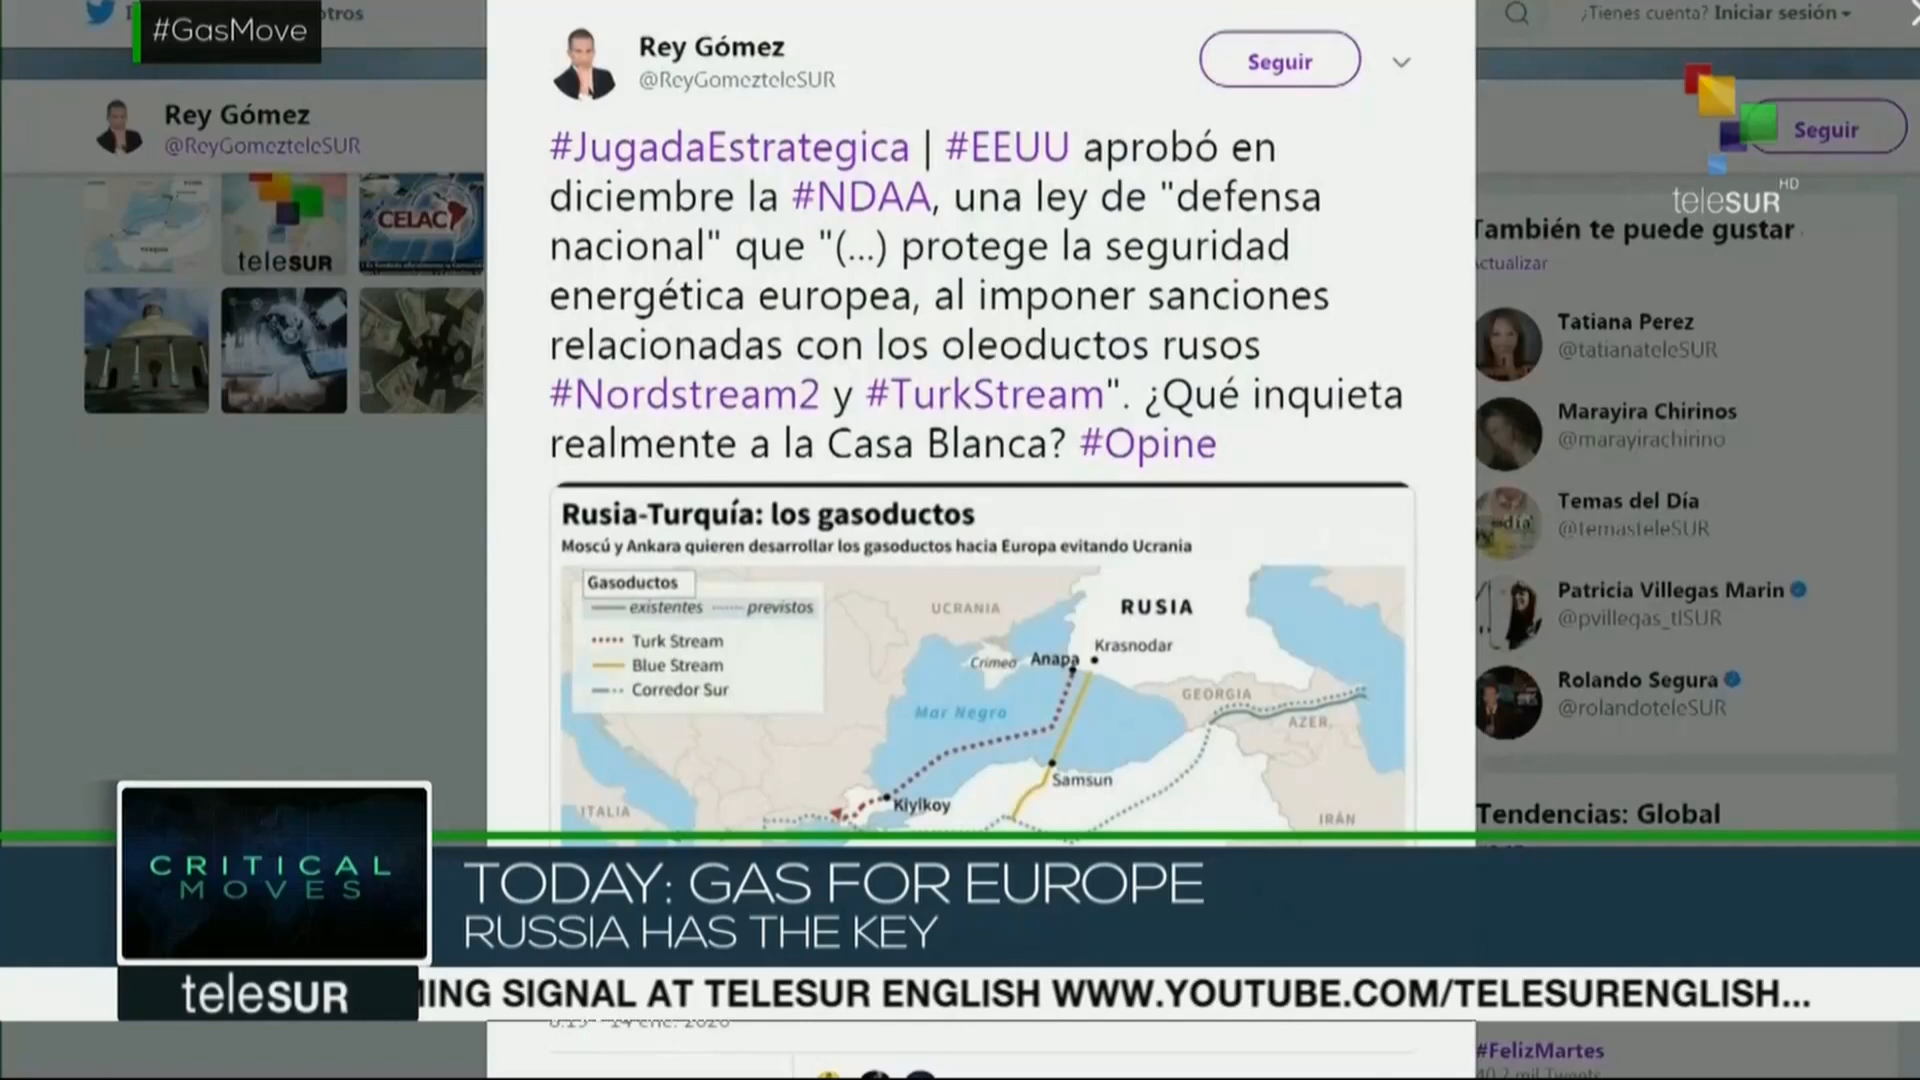 #GasMove
otros
Rey Gómez
@ReyGomezteleSUR
teleSUR
CELAC
Rey Gómez
@ReyGomezteleSUR
Seguir
#JugadaEstrategica | #EEUU aprobó en
diciembre la #NDAA, una ley de "defensa
nacional" que "(...) protege la seguridad
energética europea, al imponer sanciones
relacionadas con los oleoductos rusos
#Nordstream2 y #TurkStream". ¿Qué inquieta
realmente a la Casa Blanca? #Opine
Rusia-Turquía: los gasoductos
Moscú y Ankara quieren desarrollar los gasoductos hacia Europa evitando Ucrania
Gasoductos
existentes previstos
Turk Stream
Blue Stream
Corredor Sur
UCRANIA
RUSIA
Crimeo
Anapa
Krasnodar
Mar Negro
GEORGIA
AZER.
Samsun
Kiyikoy
ITALIA
IRÁN
¿Tienes cuenta? Iniciar sesión
Seguir
teleSUR HD
También te puede gustar
Actualizar
Tatiana Perez
@tatianateleSUR
Marayira Chirinos
@marayirachirino
Temas del Día
@temasteleSUR
Patricia Villegas Marin
@pvillegas_tlSUR
Rolando Segura
@rolandoteleSUR
Tendencias: Global
CRITICAL
MOVES
TODAY: GAS FOR EUROPE
RUSSIA HAS THE KEY
teleSUR
MING SIGNAL AT TELESUR ENGLISH WWW.YOUTUBE.COM/TELESURENGLISH...
#FelizMartes